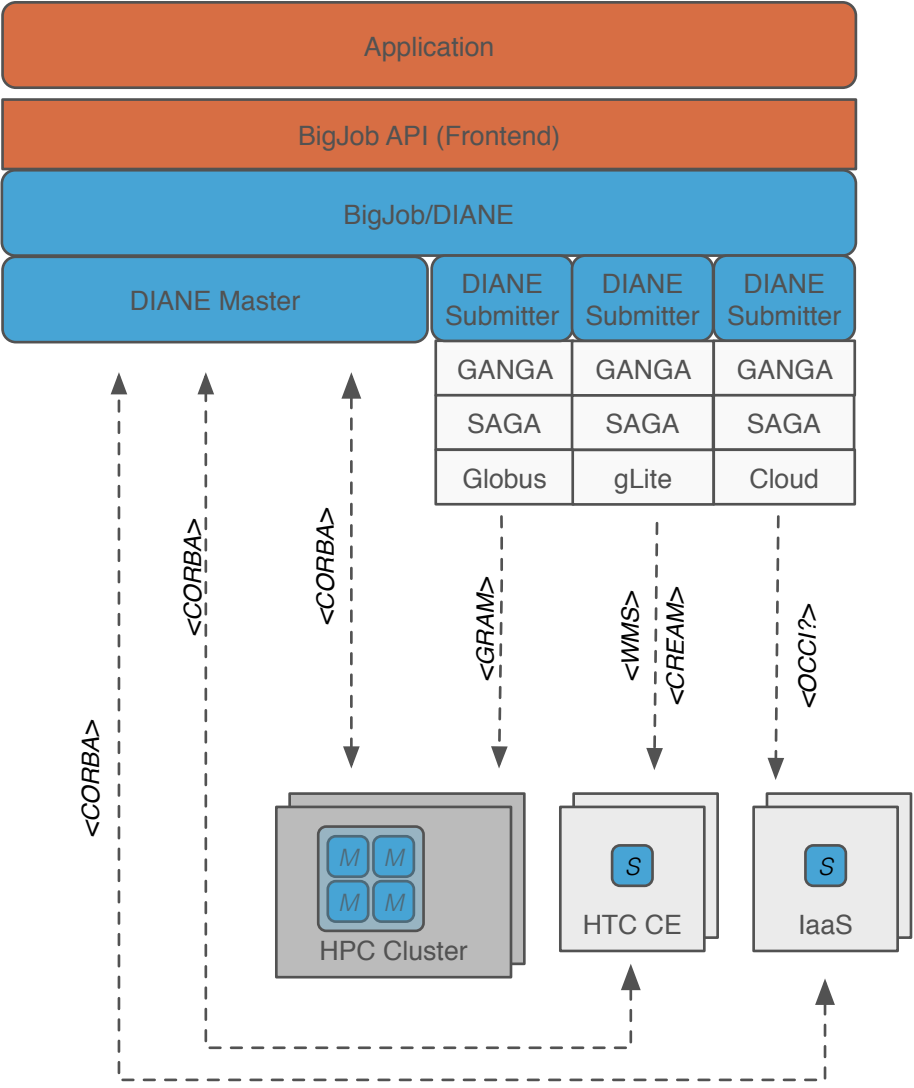 Application
BigJob API (Frontend)
BigJob/DIANE
DIANE Master
DIANE
Submitter
DIANE
Submitter
DIANE
Submitter
GANGA
GANGA
GANGA
SAGA
SAGA
SAGA
Globus
gLite
Cloud
<CORBA>
<CORBA>
<CORBA>
<GRAM>
<WMS>
<CREAM>
<OCCI?>
M M
M M
HPC Cluster
S
HTC CE
S
IaaS